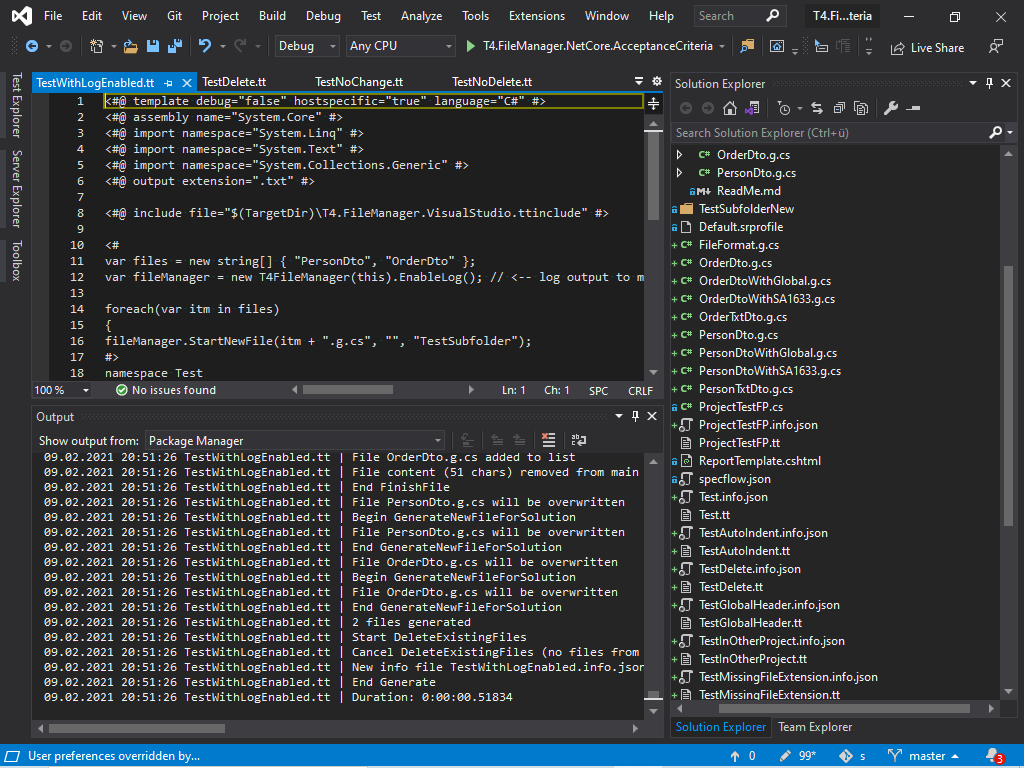 File Edit View Git Project Build Debug Test Analyze Tools Extensions Window Help Search T4.Fi...teria
Debug Any CPU T4.FileManager.NetCore.AcceptanceCriteria Live Share
Test Explorer
Server Explorer
Toolbox
TestWithLogEnabled.tt TestDelete.tt TestNoChange.tt TestNoDelete.tt
1 <#@ template debug="false" hostspecific="true" language="C#" #>
2 <#@ assembly name="System.Core" #>
3 <#@ import namespace="System.Linq" #>
4 <#@ import namespace="System.Text" #>
5 <#@ import namespace="System.Collections.Generic" #>
6 <#@ output extension=".txt" #>
7
8 <#@ include file="$(TargetDir)\T4.FileManager.VisualStudio.ttinclude" #>
9
10 <#
11 var files = new string[] { "PersonDto", "OrderDto" };
12 var fileManager = new T4FileManager(this).EnableLog(); // <-- log output to m
13
14 foreach(var itm in files)
15 {
16 fileManager.StartNewFile(itm + ".g.cs", "", "TestSubfolder");
17 #>
18 namespace Test
100 % No issues found Ln: 1 Ch: 1 SPC CRLF
Output
Show output from: Package Manager
09.02.2021 20:51:26 TestWithLogEnabled.tt | File OrderDto.g.cs added to list
09.02.2021 20:51:26 TestWithLogEnabled.tt | File content (51 chars) removed from main
09.02.2021 20:51:26 TestWithLogEnabled.tt | End FinishFile
09.02.2021 20:51:26 TestWithLogEnabled.tt | File PersonDto.g.cs will be overwritten
09.02.2021 20:51:26 TestWithLogEnabled.tt | Begin GenerateNewFileForSolution
09.02.2021 20:51:26 TestWithLogEnabled.tt | File PersonDto.g.cs will be overwritten
09.02.2021 20:51:26 TestWithLogEnabled.tt | End GenerateNewFileForSolution
09.02.2021 20:51:26 TestWithLogEnabled.tt | File OrderDto.g.cs will be overwritten
09.02.2021 20:51:26 TestWithLogEnabled.tt | Begin GenerateNewFileForSolution
09.02.2021 20:51:26 TestWithLogEnabled.tt | File OrderDto.g.cs will be overwritten
09.02.2021 20:51:26 TestWithLogEnabled.tt | End GenerateNewFileForSolution
09.02.2021 20:51:26 TestWithLogEnabled.tt | 2 files generated
09.02.2021 20:51:26 TestWithLogEnabled.tt | Start DeleteExistingFiles
09.02.2021 20:51:26 TestWithLogEnabled.tt | Cancel DeleteExistingFiles (no files from
09.02.2021 20:51:26 TestWithLogEnabled.tt | New info file TestWithLogEnabled.info.json
09.02.2021 20:51:26 TestWithLogEnabled.tt | End Generate
09.02.2021 20:51:26 TestWithLogEnabled.tt | Duration: 0:00:00.51834
Solution Explorer
Search Solution Explorer (Ctrl+ü)
C# OrderDto.g.cs
C# PersonDto.g.cs
M↓ ReadMe.md
TestSubfolderNew
Default.srprofile
+ C# FileFormat.g.cs
+ C# OrderDto.g.cs
+ C# OrderDtoWithGlobal.g.cs
+ C# OrderDtoWithSA1633.g.cs
+ C# OrderTxtDto.g.cs
+ C# PersonDto.g.cs
+ C# PersonDtoWithGlobal.g.cs
+ C# PersonDtoWithSA1633.g.cs
+ C# PersonTxtDto.g.cs
C# ProjectTestFP.cs
+ ProjectTestFP.info.json
ProjectTestFP.tt
ReportTemplate.cshtml
specflow.json
+ Test.info.json
Test.tt
+ TestAutoIndent.info.json
+ TestAutoIndent.tt
+ TestDelete.info.json
+ TestDelete.tt
+ TestGlobalHeader.info.json
TestGlobalHeader.tt
+ TestInOtherProject.info.json
+ TestInOtherProject.tt
+ TestMissingFileExtension.info.json
+ TestMissingFileExtension.tt
Solution Explorer Team Explorer
User preferences overridden by... 0 99* s master 3